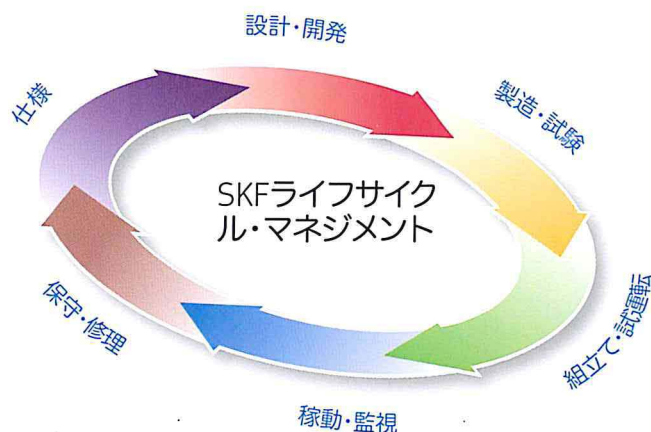 設計・開発
仕様
製造・試験
SKFライフサイク
ル・マネジメント
保守・修理
組立て・試運転
稼動・監視